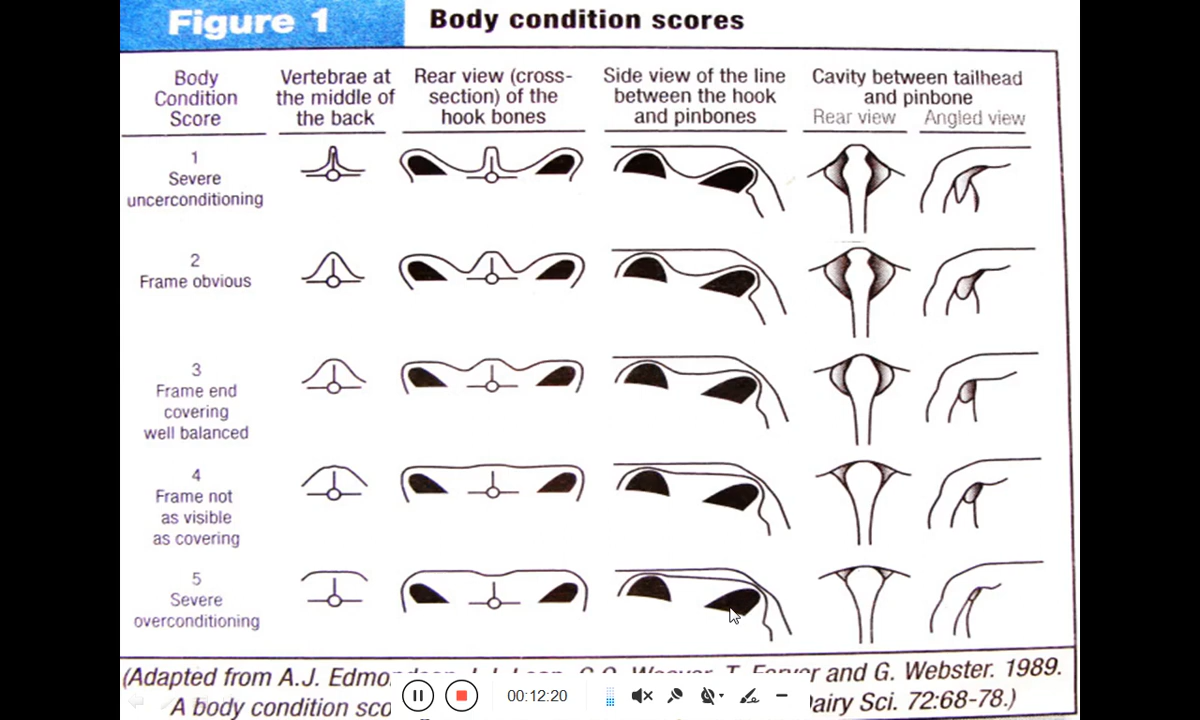 Figure 1
Body condition scores
Body
Condition
Score
Vertebrae at
the middle of
the back
Rear view (cross-
section) of the
hook bones
Side view of the line
between the hook
and pinbones
Cavity between tailhead
and pinbone
Rear view
Angled view
1
Severe
uncerconditioning
2
Frame obvious
3
Frame end
covering
well balanced
4
Frame not
as visible
as covering
5
Severe
overconditioning
(Adapted from A.J. and G. Webster. 1989.
A body condition Dairy Sci. 72:68-78.)
00:12:20